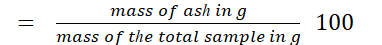 = mass of ash in g / mass of the total sample in g 100